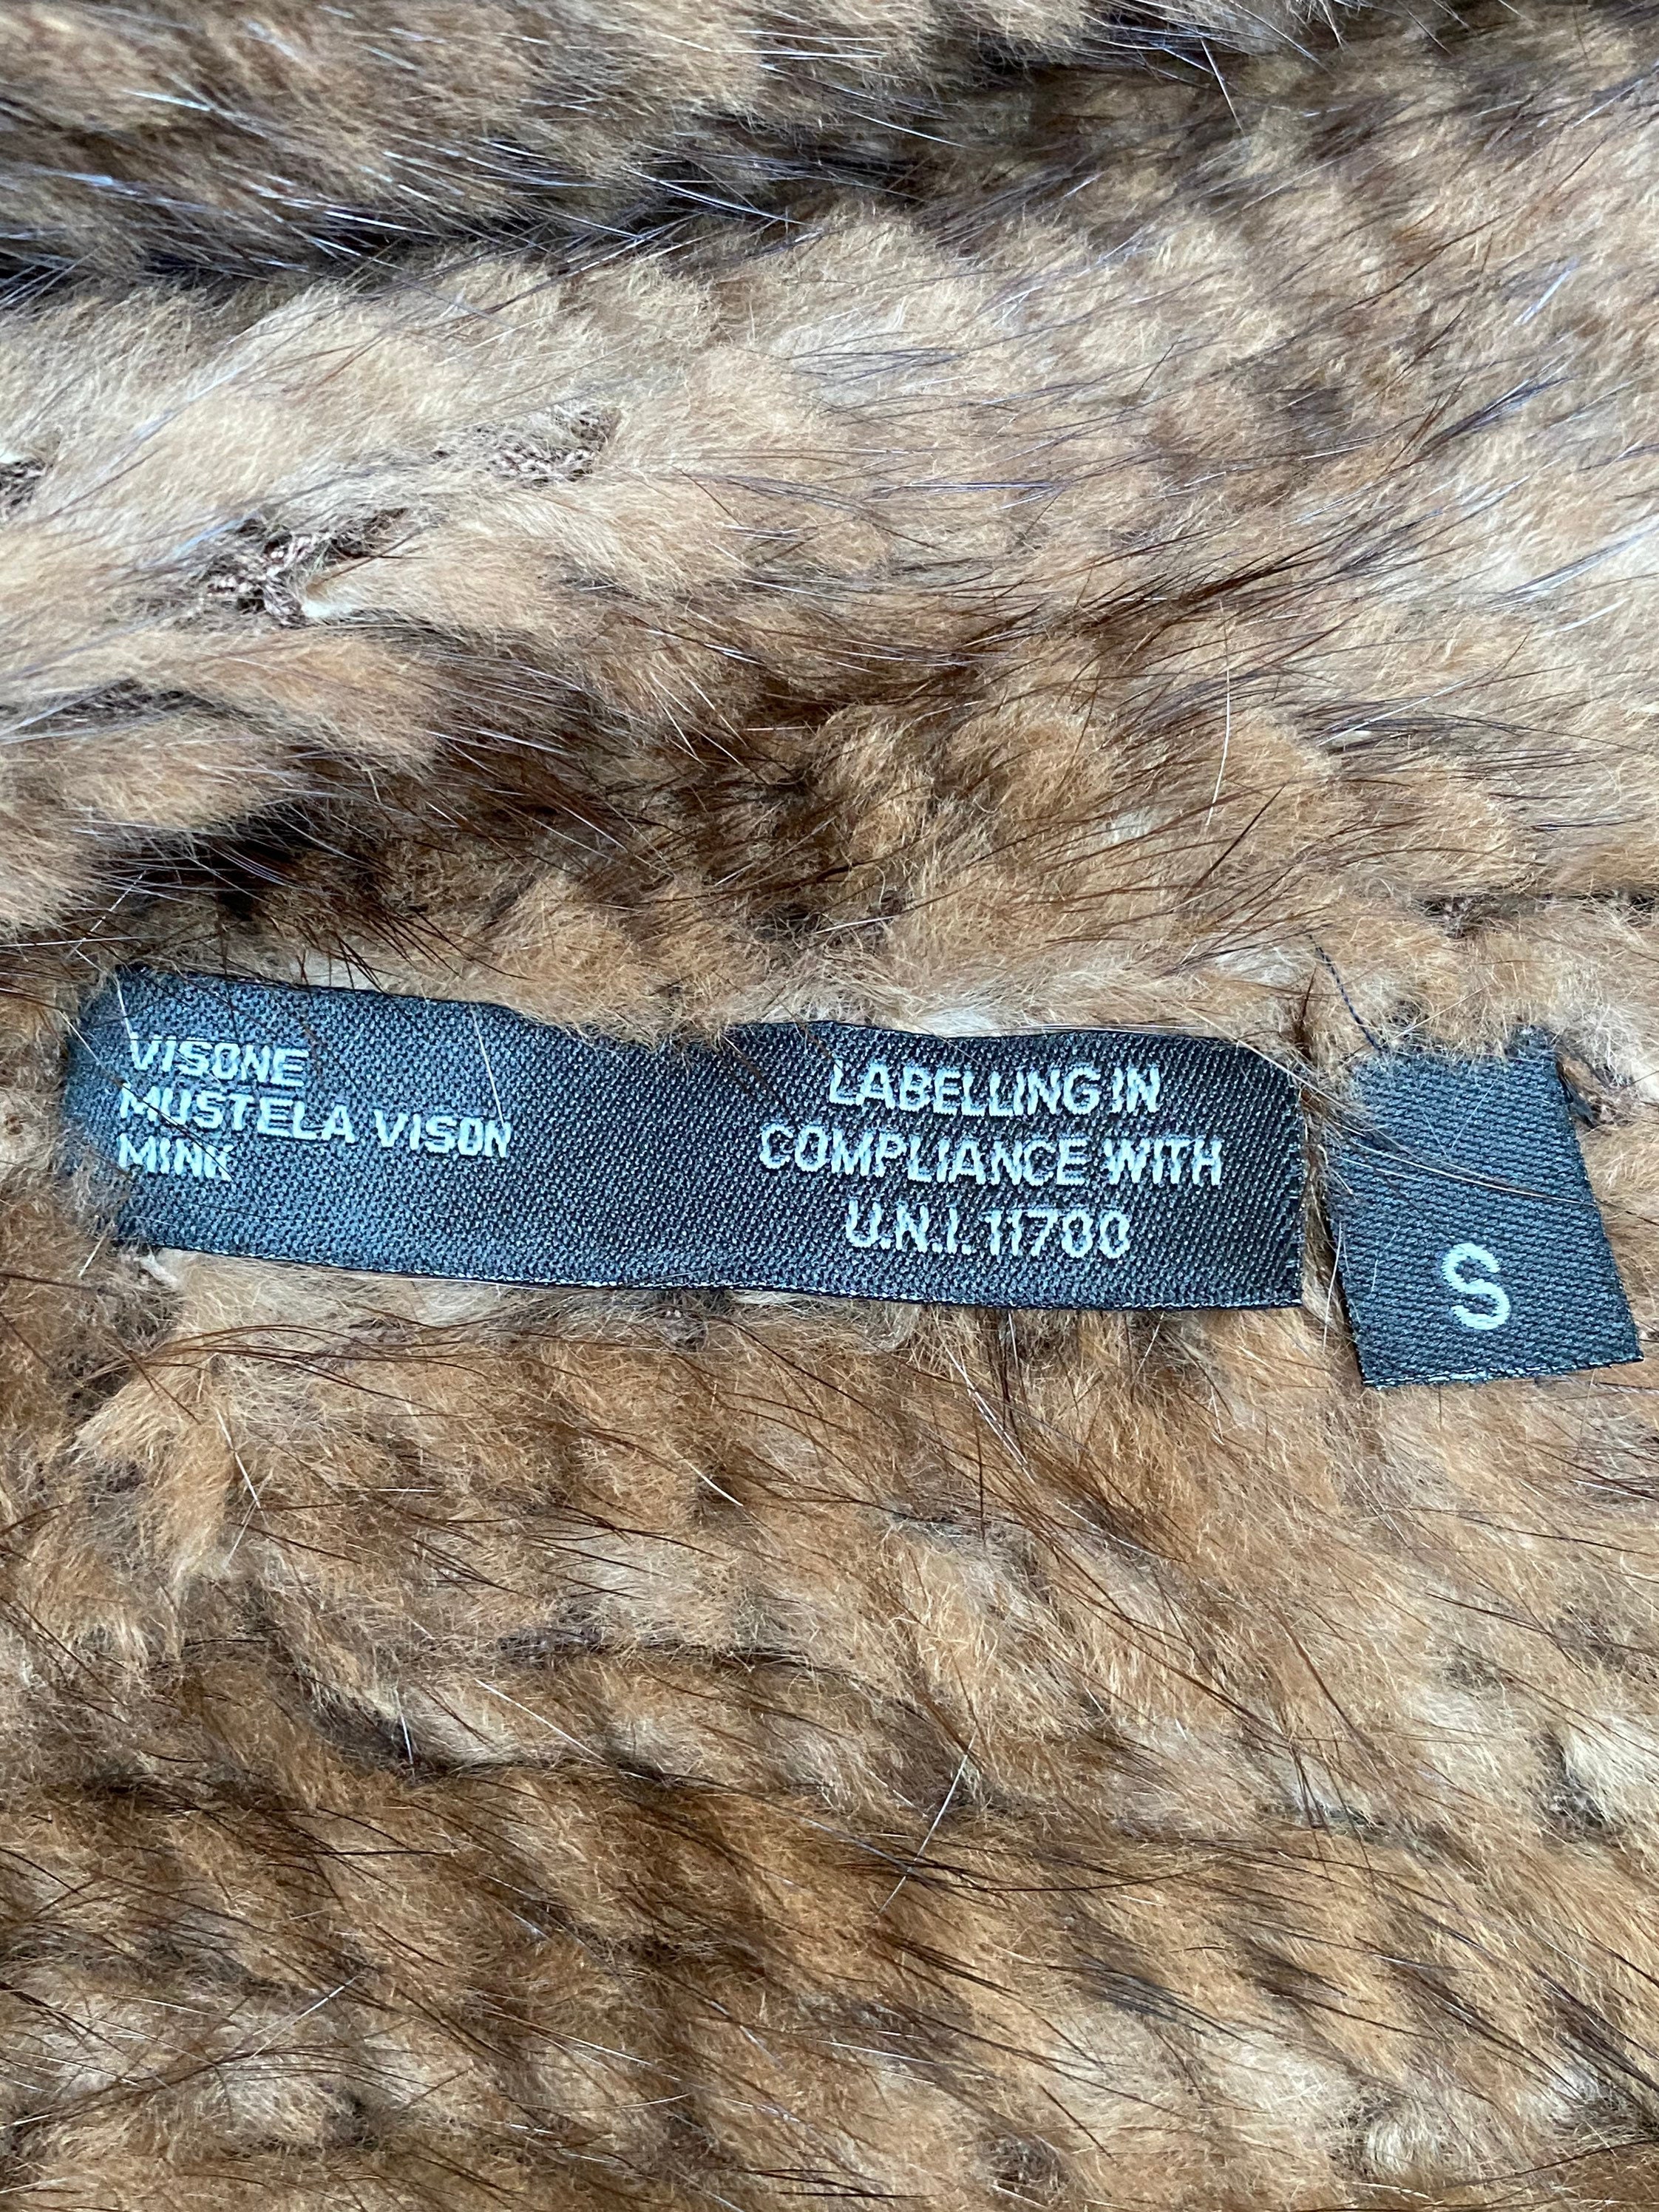 VISONE
MUSTELA VISON
MINK
LABELLING IN
COMPLIANCE WITH
U.N.I. 11700
S